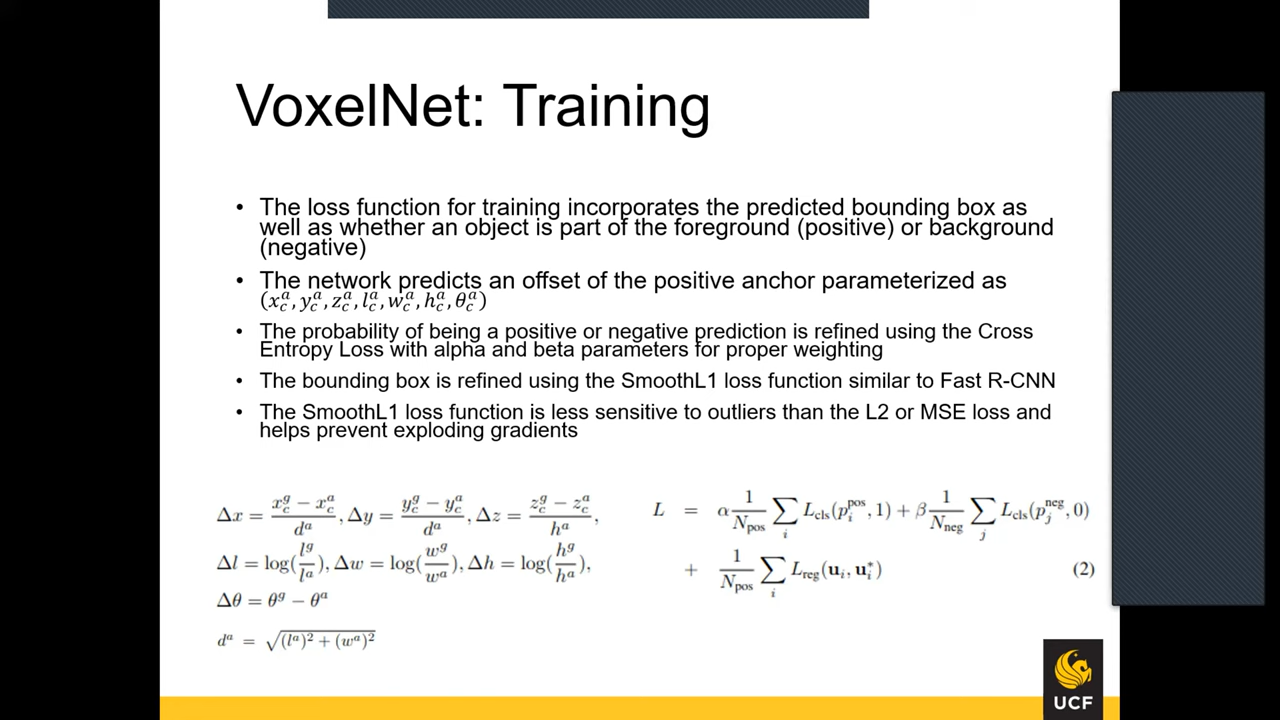 VoxelNet: Training
• The loss function for training incorporates the predicted bounding box as
well as whether an object is part of the foreground (positive) or background
(negative)
• The network predicts an offset of the positive anchor parameterized as
(x_c^a, y_c^a, z_c^a, l_c^a, w_c^a, h_c^a, θ_c^a)
• The probability of being a positive or negative prediction is refined using the Cross
Entropy Loss with alpha and beta parameters for proper weighting
• The bounding box is refined using the SmoothL1 loss function similar to Fast R-CNN
• The SmoothL1 loss function is less sensitive to outliers than the L2 or MSE loss and
helps prevent exploding gradients
Δx = (x_c^g − x_c^a)/d^a, Δy = (y_c^g − y_c^a)/d^a, Δz = (z_c^g − z_c^a)/h^a,
Δl = log(l^g/l^a), Δw = log(w^g/w^a), Δh = log(h^g/h^a),
Δθ = θ^g − θ^a
d^a = √((l^a)^2 + (w^a)^2)
L = α 1/N_pos ∑_i L_cls(p_i^pos, 1) + β 1/N_neg ∑_j L_cls(p_j^neg, 0)
+ 1/N_pos ∑_i L_reg(u_i, u_i^*) (2)
UCF